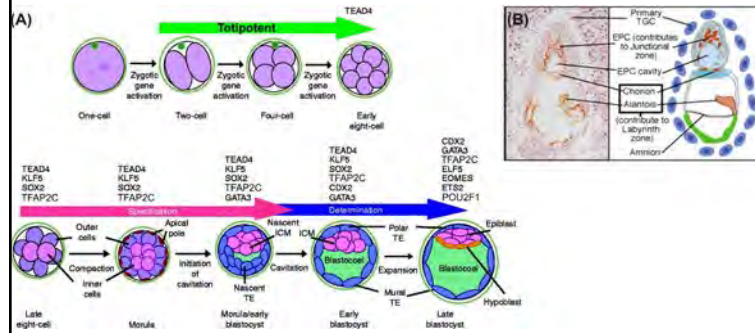 (A)
Totipotent
TEAD4
Zygotic
gene
activation
Zygotic
gene
activation
Zygotic
gene
activation
One-cell
Two-cell
Four-cell
Early
eight-cell
TEAD4
KLF5
SOX2
TFAP2C
TEAD4
KLF5
SOX2
TFAP2C
TEAD4
KLF5
SOX2
TFAP2C
GATA3
TEAD4
KLF5
SOX2
TFAP2C
CDX2
GATA3
CDX2
GATA3
TFAP2C
ELF5
EOMES
ETS2
POU2F1
Specification
Determination
Outer
cells
Compaction
Inner
cells
Apical
pole
Initiation
of
cavitation
Nascent
ICM
Nascent
TE
ICM
Cavitation
Blastocoel
Polar
TE
Expansion
Mural
TE
Epiblast
Blastocoel
Hypoblast
Late
eight-cell
Morula
Morula/early
blastocyst
Early
blastocyst
Late
blastocyst
(B)
Primary
TGC
EPC (contributes
to Junctional
zone)
EPC cavity
Chorion
Allantois
(contribute to
Labyrinth
zone)
Amnion